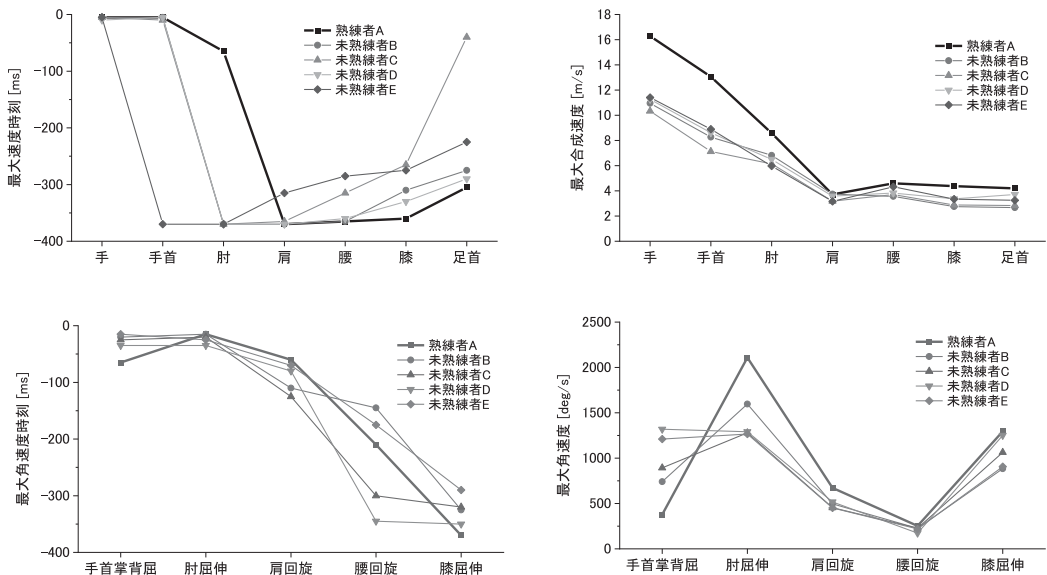 最大速度時刻 [ms]
0
−100
−200
−300
−400
手 手首 肘 肩 腰 膝 足首
熟練者A
未熟練者B
未熟練者C
未熟練者D
未熟練者E
最大合成速度 [m/s]
18
16
14
12
10
8
6
4
2
0
手 手首 肘 肩 腰 膝 足首
熟練者A
未熟練者B
未熟練者C
未熟練者D
未熟練者E
最大角速度時刻 [ms]
0
−100
−200
−300
−400
手首掌背屈 肘屈伸 肩回旋 腰回旋 膝屈伸
熟練者A
未熟練者B
未熟練者C
未熟練者D
未熟練者E
最大角速度 [deg/s]
2500
2000
1500
1000
500
0
手首掌背屈 肘屈伸 肩回旋 腰回旋 膝屈伸
熟練者A
未熟練者B
未熟練者C
未熟練者D
未熟練者E